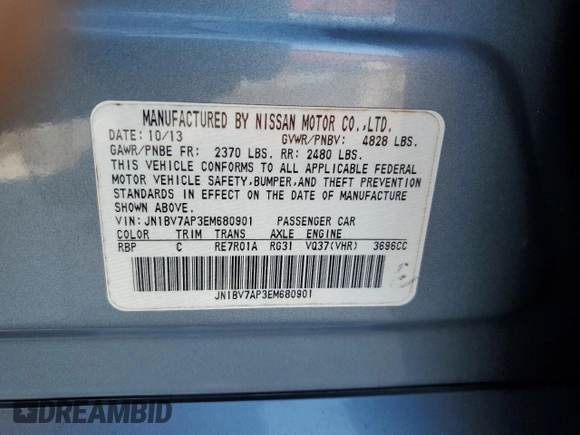 MANUFACTURED BY NISSAN MOTOR CO.,LTD.
DATE: 10/13 GVWR/PNBV: 4828 LBS.
GAWR/PNBE FR: 2370 LBS. RR: 2480 LBS.
THIS VEHICLE CONFORMS TO ALL APPLICABLE FEDERAL
MOTOR VEHICLE SAFETY,BUMPER,AND THEFT PREVENTION
STANDARDS IN EFFECT ON THE DATE OF MANUFACTURE
SHOWN ABOVE.
VIN: JN1BV7AP3EM680901 PASSENGER CAR
COLOR TRIM TRANS AXLE ENGINE
RBP C RE7R01A RG31 VQ37(VHR) 3696CC
JN1BV7AP3EM680901
DREAMBID